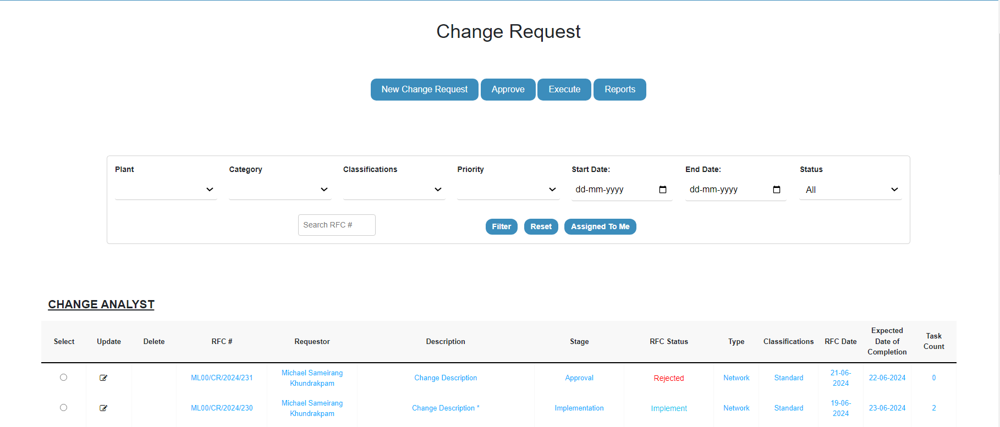 Change Request
New Change Request Approve Execute Reports
Plant Category Classifications Priority Start Date: End Date: Status
dd-mm-yyyy dd-mm-yyyy All
Search RFC # Filter Reset Assigned To Me
CHANGE ANALYST
Select Update Delete RFC # Requestor Description Stage RFC Status Type Classifications RFC Date Expected Date of Completion Task Count
ML00/CR/2024/231 Michael Sameirang Khundrakpam Change Description Approval Rejected Network Standard 21-06-2024 22-06-2024 0
ML00/CR/2024/230 Michael Sameirang Khundrakpam Change Description * Implementation Implement Network Standard 19-06-2024 23-06-2024 2